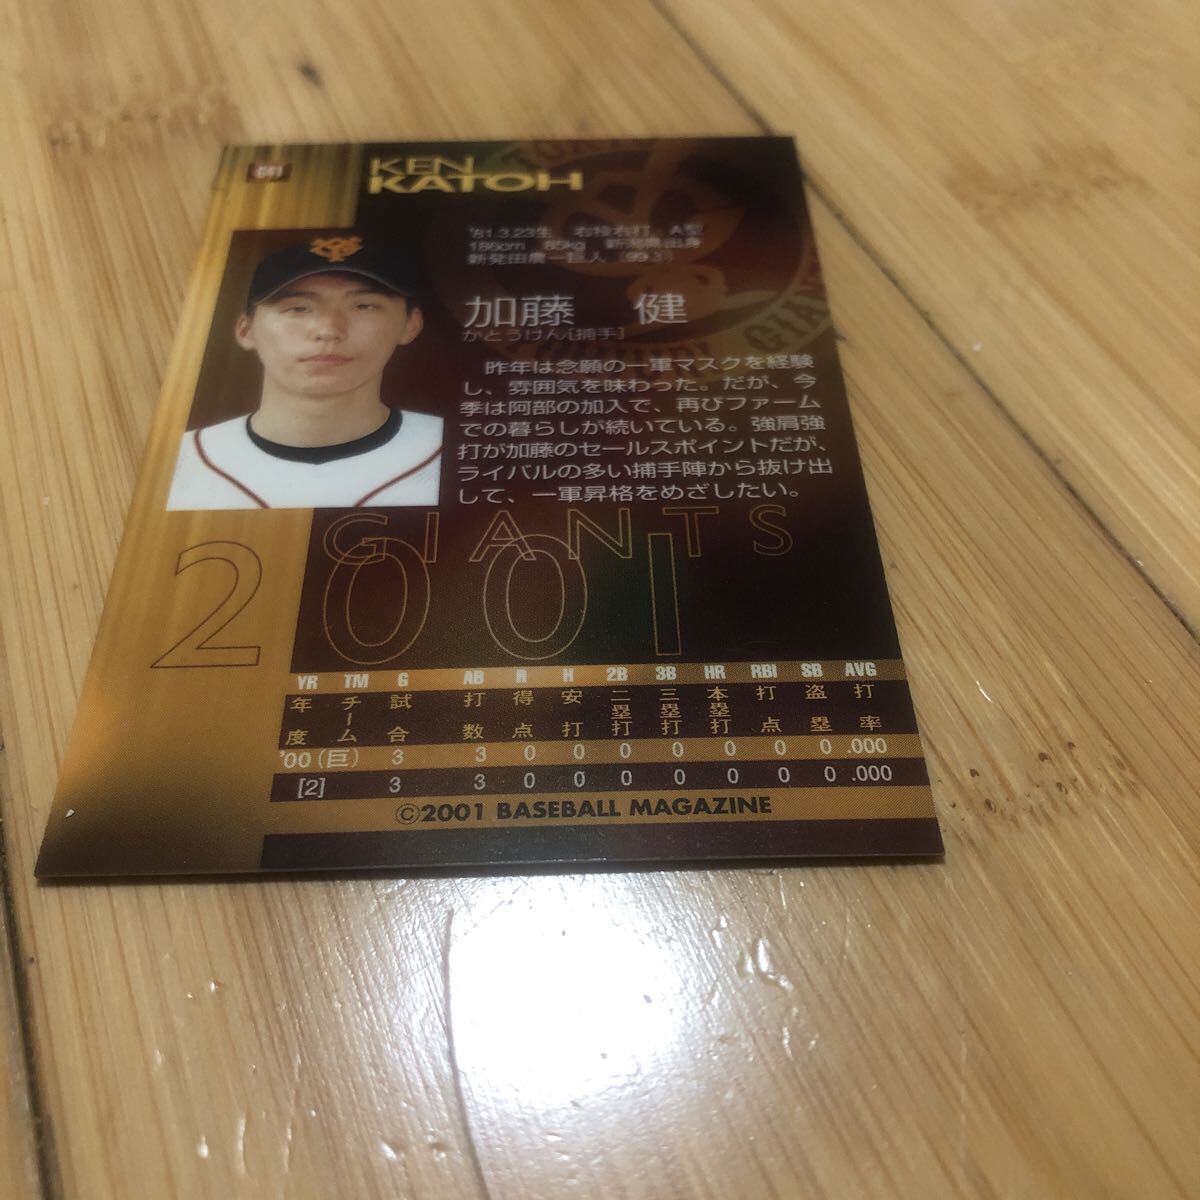 G41
KEN
KATOH
'81.3.23生 右投右打 A型
186cm 85kg 新潟県出身
新発田農―巨人('99.3)
加藤 健
かとうけん[捕手]
昨年は念願の一軍マスクを経験
し、雰囲気を味わった。だが、今
季は阿部の加入で、再びファーム
での暮らしが続いている。強肩強
打が加藤のセールスポイントだが、
ライバルの多い捕手陣から抜け出
して、一軍昇格をめざしたい。
GIANTS
2001
YR TM G AB R H 2B 3B HR RBI SB AVG
年度 チーム 試合 打数 得点 安打 二塁打 三塁打 本塁打 打点 盗塁 打率
'00(巨) 3 3 0 0 0 0 0 0 0 .000
[2] 3 3 0 0 0 0 0 0 0 .000
©2001 BASEBALL MAGAZINE